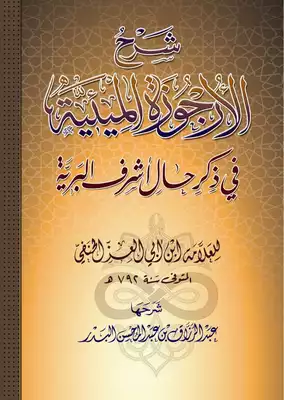 شرح
الأرجوزة الميئية
في ذكر حال أشرف البرية
للعلامة ابن أبي العز الحنفي
المتوفى سنة ٧٩٢ هـ
شرحها
عبد الرزاق بن عبد المحسن البدر